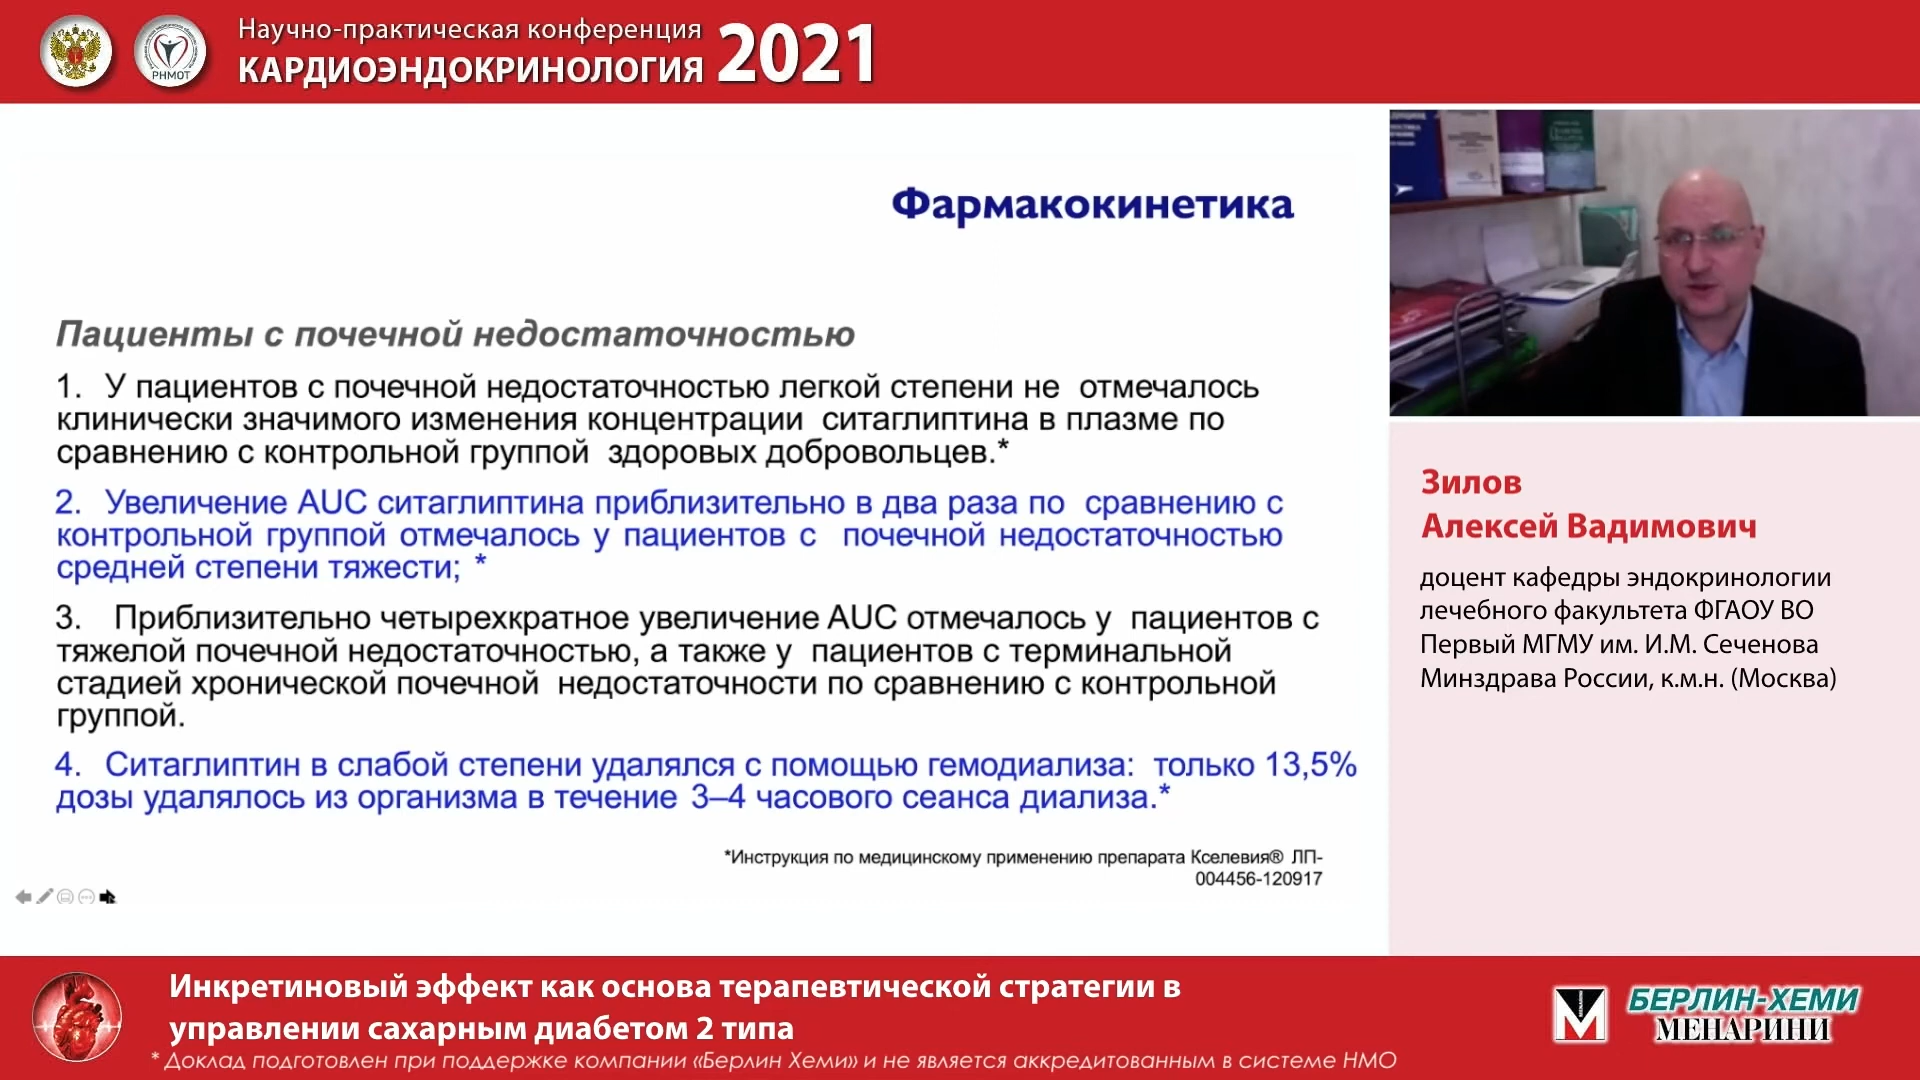 Научно-практическая конференция
КАРДИОЭНДОКРИНОЛОГИЯ 2021
РНМОТ
Фармакокинетика
Пациенты с почечной недостаточностью
1. У пациентов с почечной недостаточностью легкой степени не отмечалось
клинически значимого изменения концентрации ситаглиптина в плазме по
сравнению с контрольной группой здоровых добровольцев.*
2. Увеличение AUC ситаглиптина приблизительно в два раза по сравнению с
контрольной группой отмечалось у пациентов с почечной недостаточностью
средней степени тяжести; *
3. Приблизительно четырехкратное увеличение AUC отмечалось у пациентов с
тяжелой почечной недостаточностью, а также у пациентов с терминальной
стадией хронической почечной недостаточности по сравнению с контрольной
группой.
4. Ситаглиптин в слабой степени удалялся с помощью гемодиализа: только 13,5%
дозы удалялось из организма в течение 3–4 часового сеанса диализа.*
*Инструкция по медицинскому применению препарата Кселевия® ЛП-
004456-120917
Зилов
Алексей Вадимович
доцент кафедры эндокринологии
лечебного факультета ФГАОУ ВО
Первый МГМУ им. И.М. Сеченова
Минздрава России, к.м.н. (Москва)
Инкретиновый эффект как основа терапевтической стратегии в
управлении сахарным диабетом 2 типа
* Доклад подготовлен при поддержке компании «Берлин Хеми» и не является аккредитованным в системе НМО
БЕРЛИН-ХЕМИ
МЕНАРИНИ